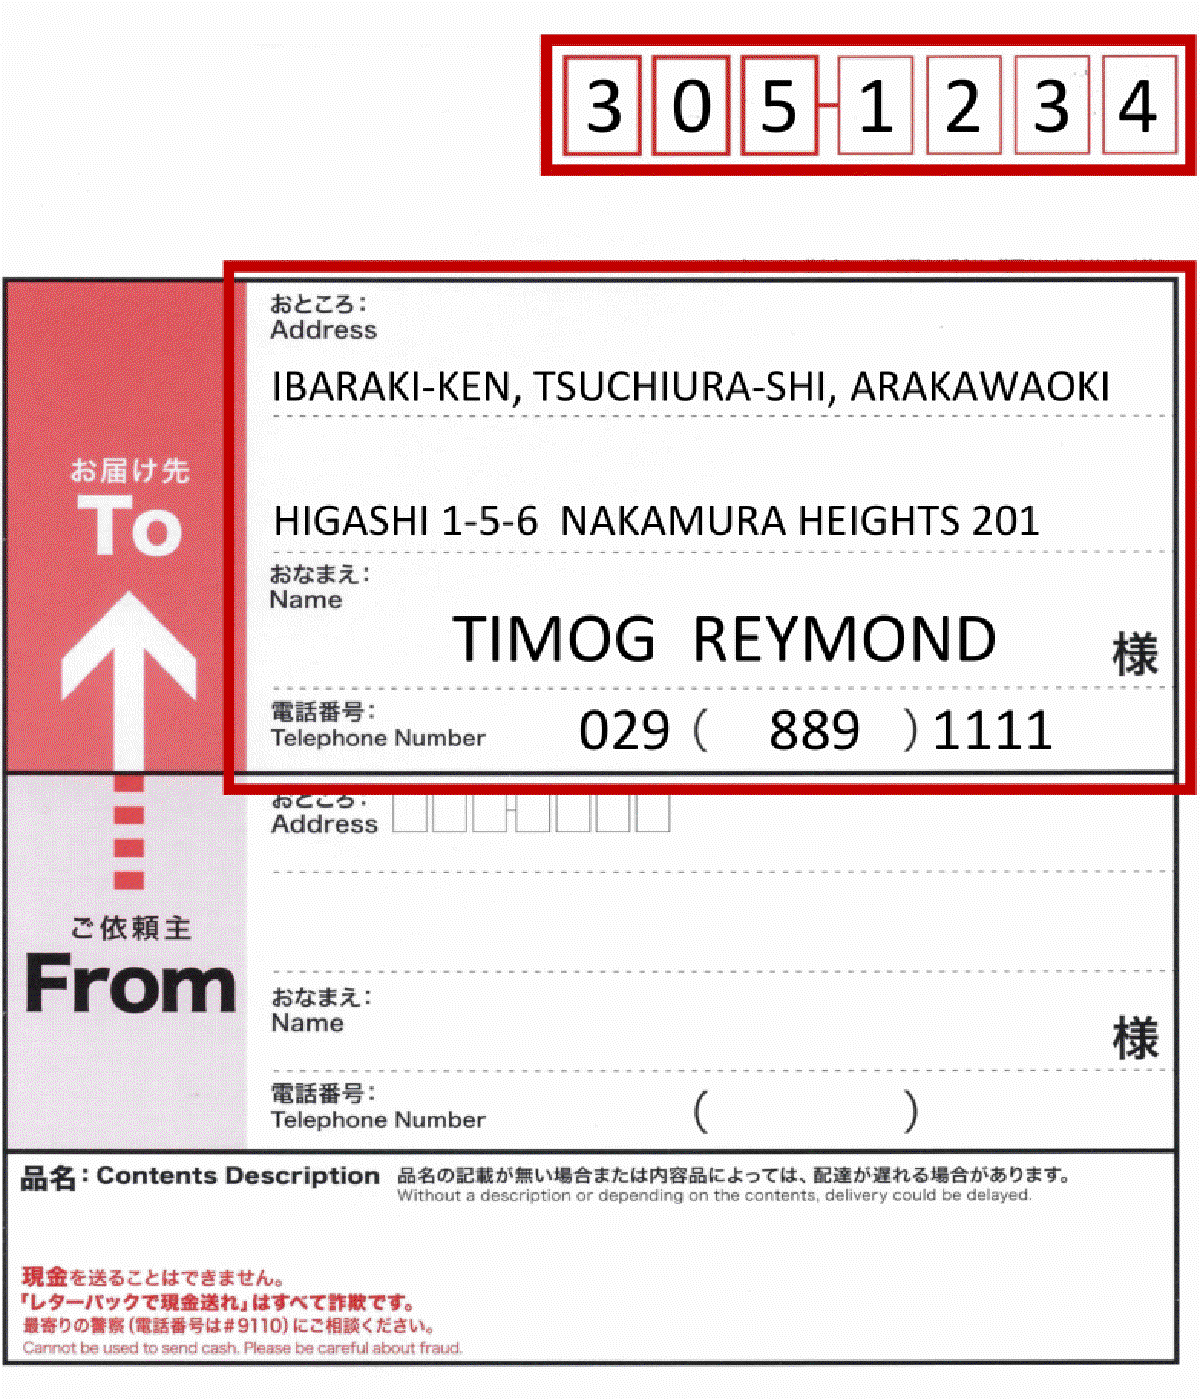 305-1234
おところ：
Address
IBARAKI-KEN, TSUCHIURA-SHI, ARAKAWAOKI
HIGASHI 1-5-6 NAKAMURA HEIGHTS 201
おなまえ：
Name
TIMOG REYMOND 様
電話番号：
Telephone Number 029 ( 889 ) 1111
お届け先
To
おところ：
Address
おなまえ：
Name
様
電話番号：
Telephone Number ( )
ご依頼主
From
品名：Contents Description 品名の記載が無い場合または内容品によっては、配達が遅れる場合があります。
Without a description or depending on the contents, delivery could be delayed.
現金を送ることはできません。
「レターパックで現金送れ」はすべて詐欺です。
最寄りの警察（電話番号は#9110）にご相談ください。
Cannot be used to send cash. Please be careful about fraud.